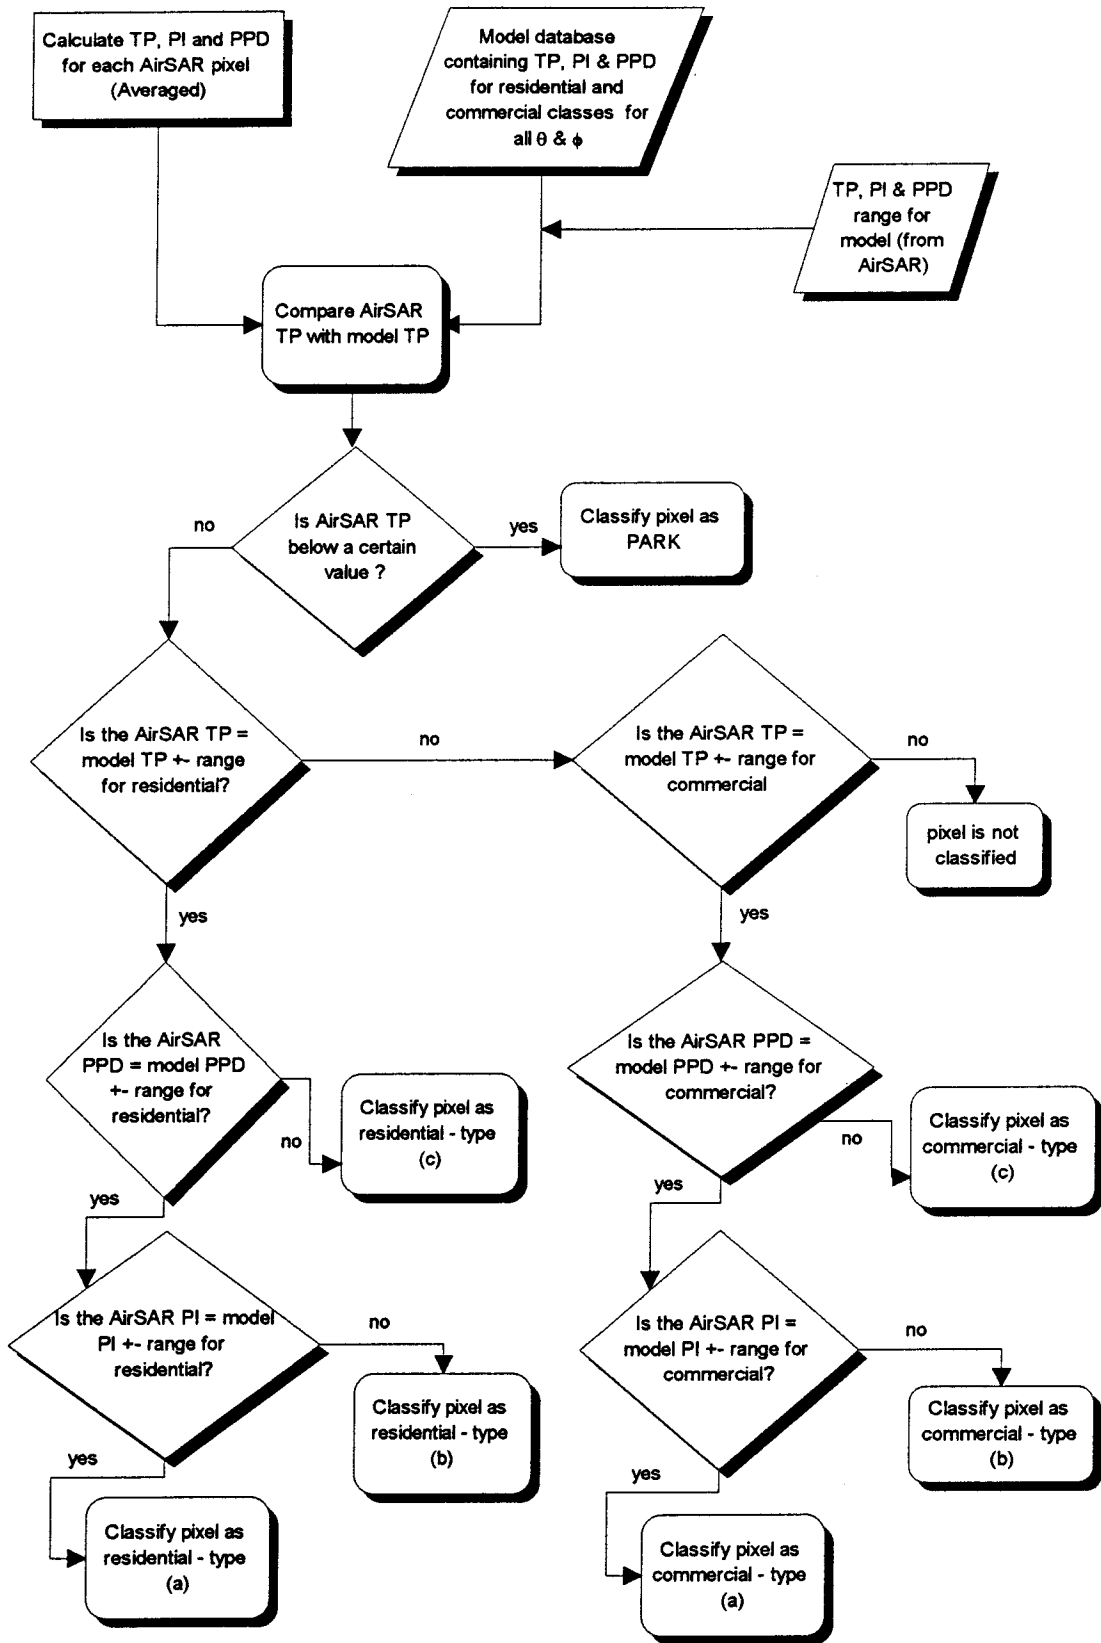 Calculate TP, PI and PPD
for each AirSAR pixel
(Averaged)
Model database
containing TP, PI & PPD
for residential and
commercial classes for
all θ & ϕ
TP, PI & PPD
range for
model (from
AirSAR)
Compare AirSAR
TP with model TP
Is AirSAR TP
below a certain
value ?
no
yes
Classify pixel as
PARK
Is the AirSAR TP =
model TP +- range
for residential?
no
Is the AirSAR TP =
model TP +- range for
commercial
no
pixel is not
classified
yes
yes
Is the AirSAR
PPD = model PPD
+- range for
residential?
no
Classify pixel as
residential - type
(c)
Is the AirSAR PPD =
model PPD +- range for
commercial?
no
Classify pixel as
commercial - type
(c)
yes
yes
Is the AirSAR PI = model
PI +- range for
residential?
no
Classify pixel as
residential - type
(b)
Is the AirSAR PI =
model PI +- range for
commercial?
no
Classify pixel as
commercial - type
(b)
yes
Classify pixel as
residential - type
(a)
yes
Classify pixel as
commercial - type
(a)